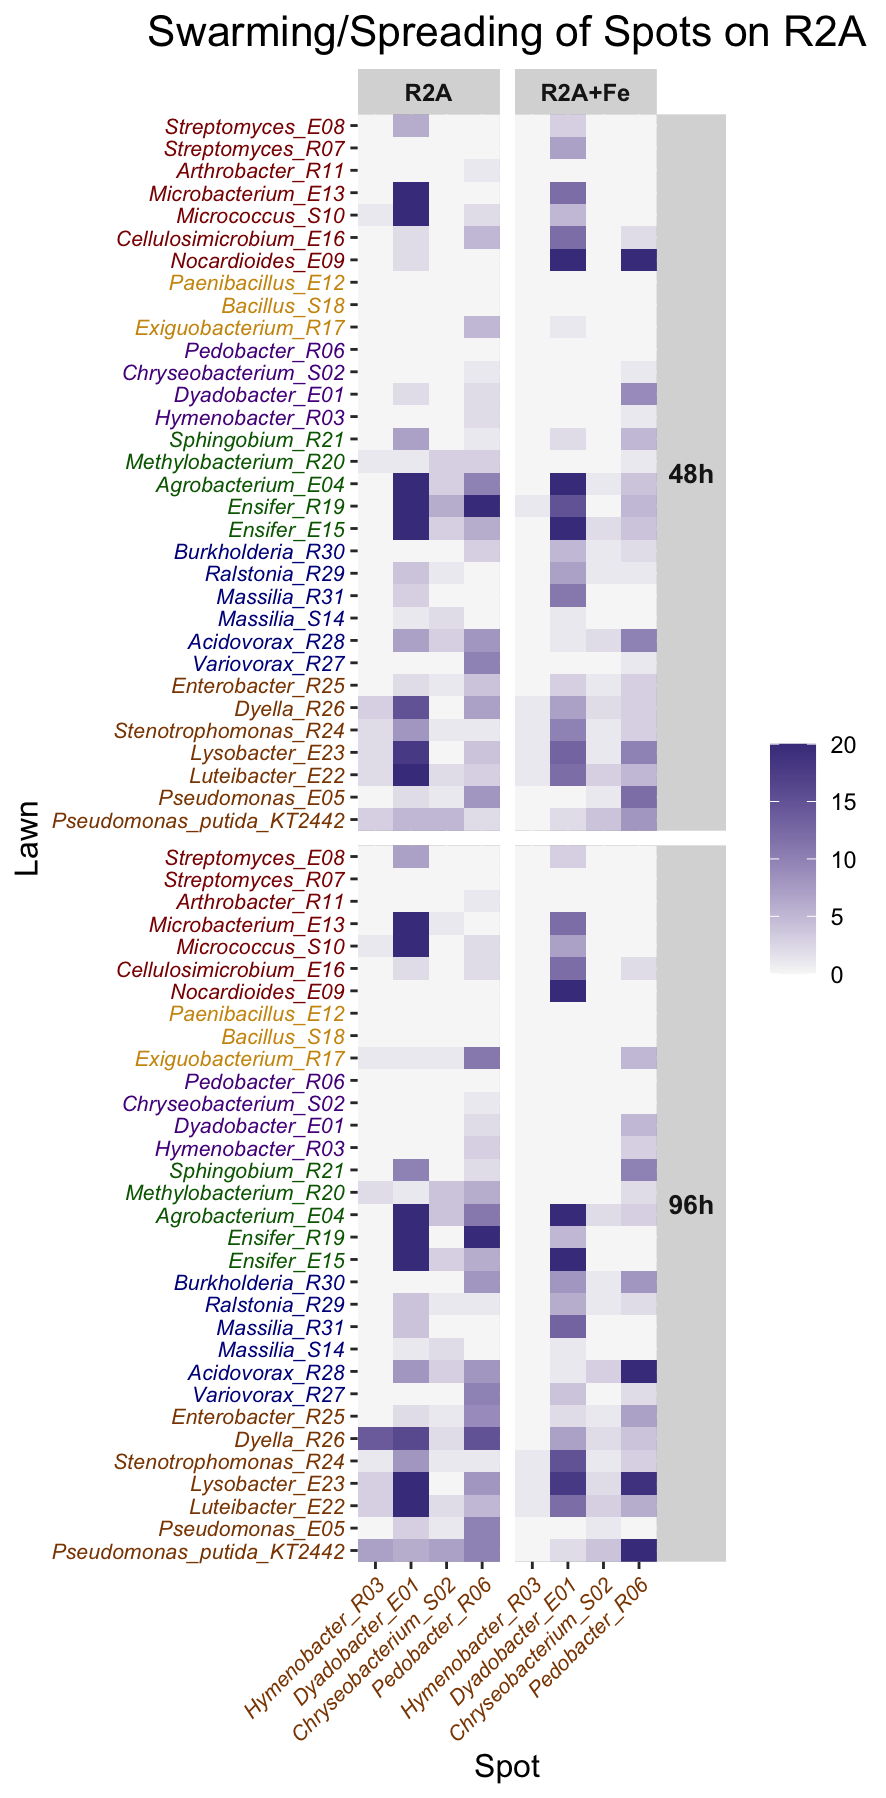 Swarming/Spreading of Spots on R2A
R2A
R2A+Fe
Streptomyces_E08
Streptomyces_R07
Arthrobacter_R11
Microbacterium_E13
Micrococcus_S10
Cellulosimicrobium_E16
Nocardioides_E09
Paenibacillus_E12
Bacillus_S18
Exiguobacterium_R17
Pedobacter_R06
Chryseobacterium_S02
Dyadobacter_E01
Hymenobacter_R03
Sphingobium_R21
Methylobacterium_R20
Agrobacterium_E04
Ensifer_R19
Ensifer_E15
Burkholderia_R30
Ralstonia_R29
Massilia_R31
Massilia_S14
Acidovorax_R28
Variovorax_R27
Enterobacter_R25
Dyella_R26
Stenotrophomonas_R24
Lysobacter_E23
Luteibacter_E22
Pseudomonas_E05
Pseudomonas_putida_KT2442
48h
Streptomyces_E08
Streptomyces_R07
Arthrobacter_R11
Microbacterium_E13
Micrococcus_S10
Cellulosimicrobium_E16
Nocardioides_E09
Paenibacillus_E12
Bacillus_S18
Exiguobacterium_R17
Pedobacter_R06
Chryseobacterium_S02
Dyadobacter_E01
Hymenobacter_R03
Sphingobium_R21
Methylobacterium_R20
Agrobacterium_E04
Ensifer_R19
Ensifer_E15
Burkholderia_R30
Ralstonia_R29
Massilia_R31
Massilia_S14
Acidovorax_R28
Variovorax_R27
Enterobacter_R25
Dyella_R26
Stenotrophomonas_R24
Lysobacter_E23
Luteibacter_E22
Pseudomonas_E05
Pseudomonas_putida_KT2442
96h
Lawn
Hymenobacter_R03
Dyadobacter_E01
Chryseobacterium_S02
Pedobacter_R06
Hymenobacter_R03
Dyadobacter_E01
Chryseobacterium_S02
Pedobacter_R06
Spot
20
15
10
5
0